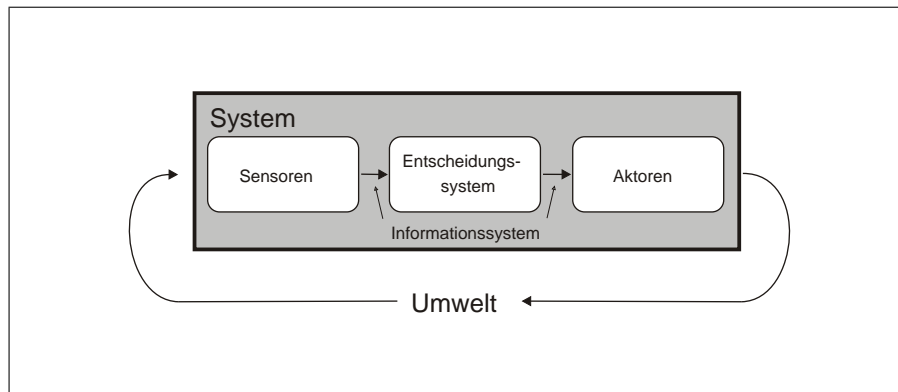 System
Sensoren
Entscheidungs-
system
Aktoren
Informationssystem
Umwelt